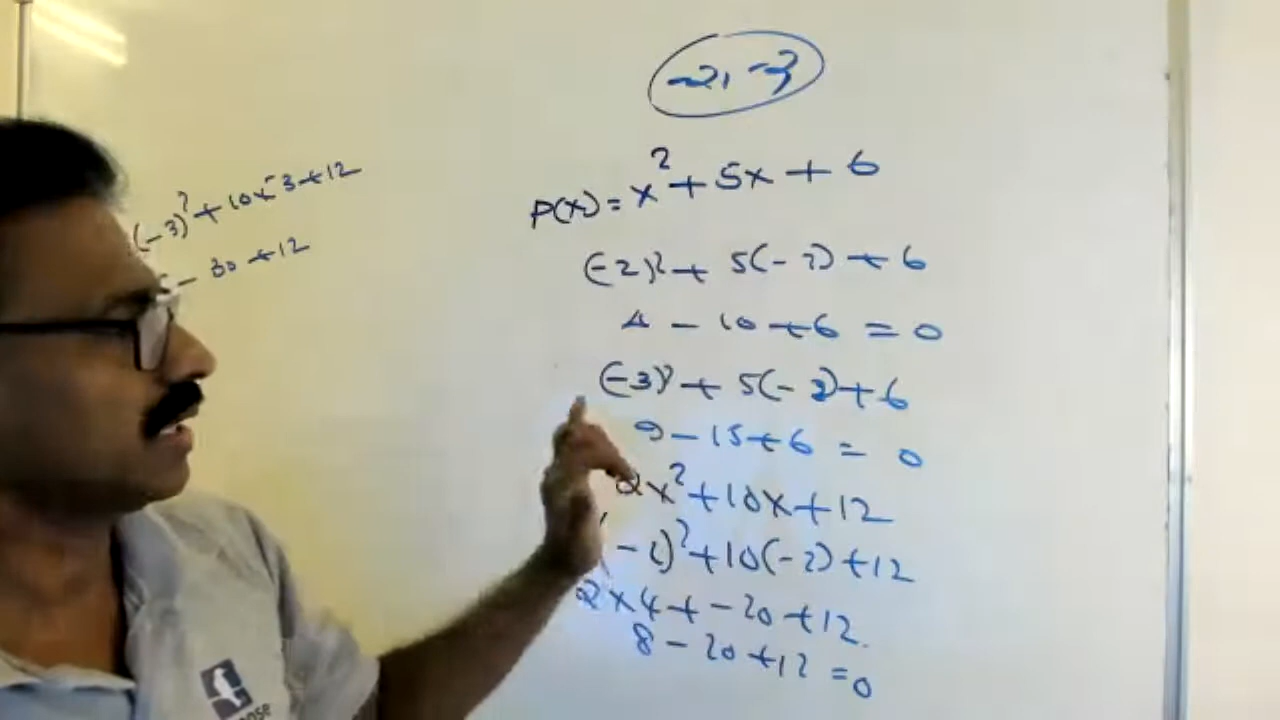 -2, -3
P(x) = x² + 5x + 6
(-2)² + 5(-2) + 6
4 - 10 + 6 = 0
(-3)² + 5(-3) + 6
9 - 15 + 6 = 0
2x² + 10x + 12
-2)² + 10(-2) + 12
2 x 4 + -20 + 12
8 - 20 + 12 = 0
(-3)² + 10x-3 + 12
- 30 + 12